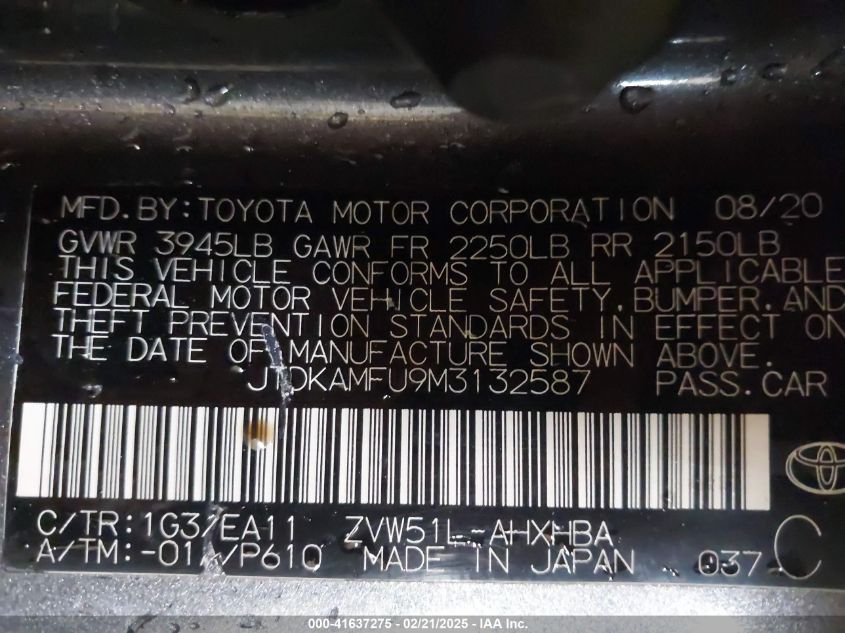 MFD.BY:TOYOTA MOTOR CORPORATION 08/20
GVWR 3945LB GAWR FR 2250LB RR 2150LB
THIS VEHICLE CONFORMS TO ALL APPLICABLE
FEDERAL MOTOR VEHICLE SAFETY,BUMPER,AND
THEFT PREVENTION STANDARDS IN EFFECT ON
THE DATE OF MANUFACTURE SHOWN ABOVE.
JTDKAMFU9M3132587 PASS.CAR
C/TR:1G3/EA11 ZVW51L-AHXHBA C
A/TM:-01A/P610 MADE IN JAPAN 037
000-41637275 - 02/21/2025 - IAA Inc.